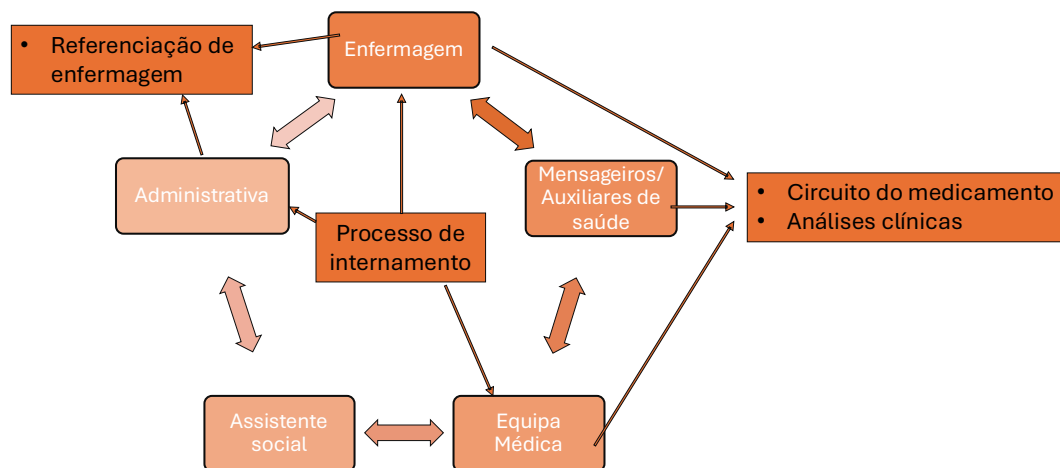 • Referenciação de
enfermagem
Enfermagem
Administrativa
Mensageiros/
Auxiliares de
saúde
• Circuito do medicamento
• Análises clínicas
Processo de
internamento
Assistente
social
Equipa
Médica